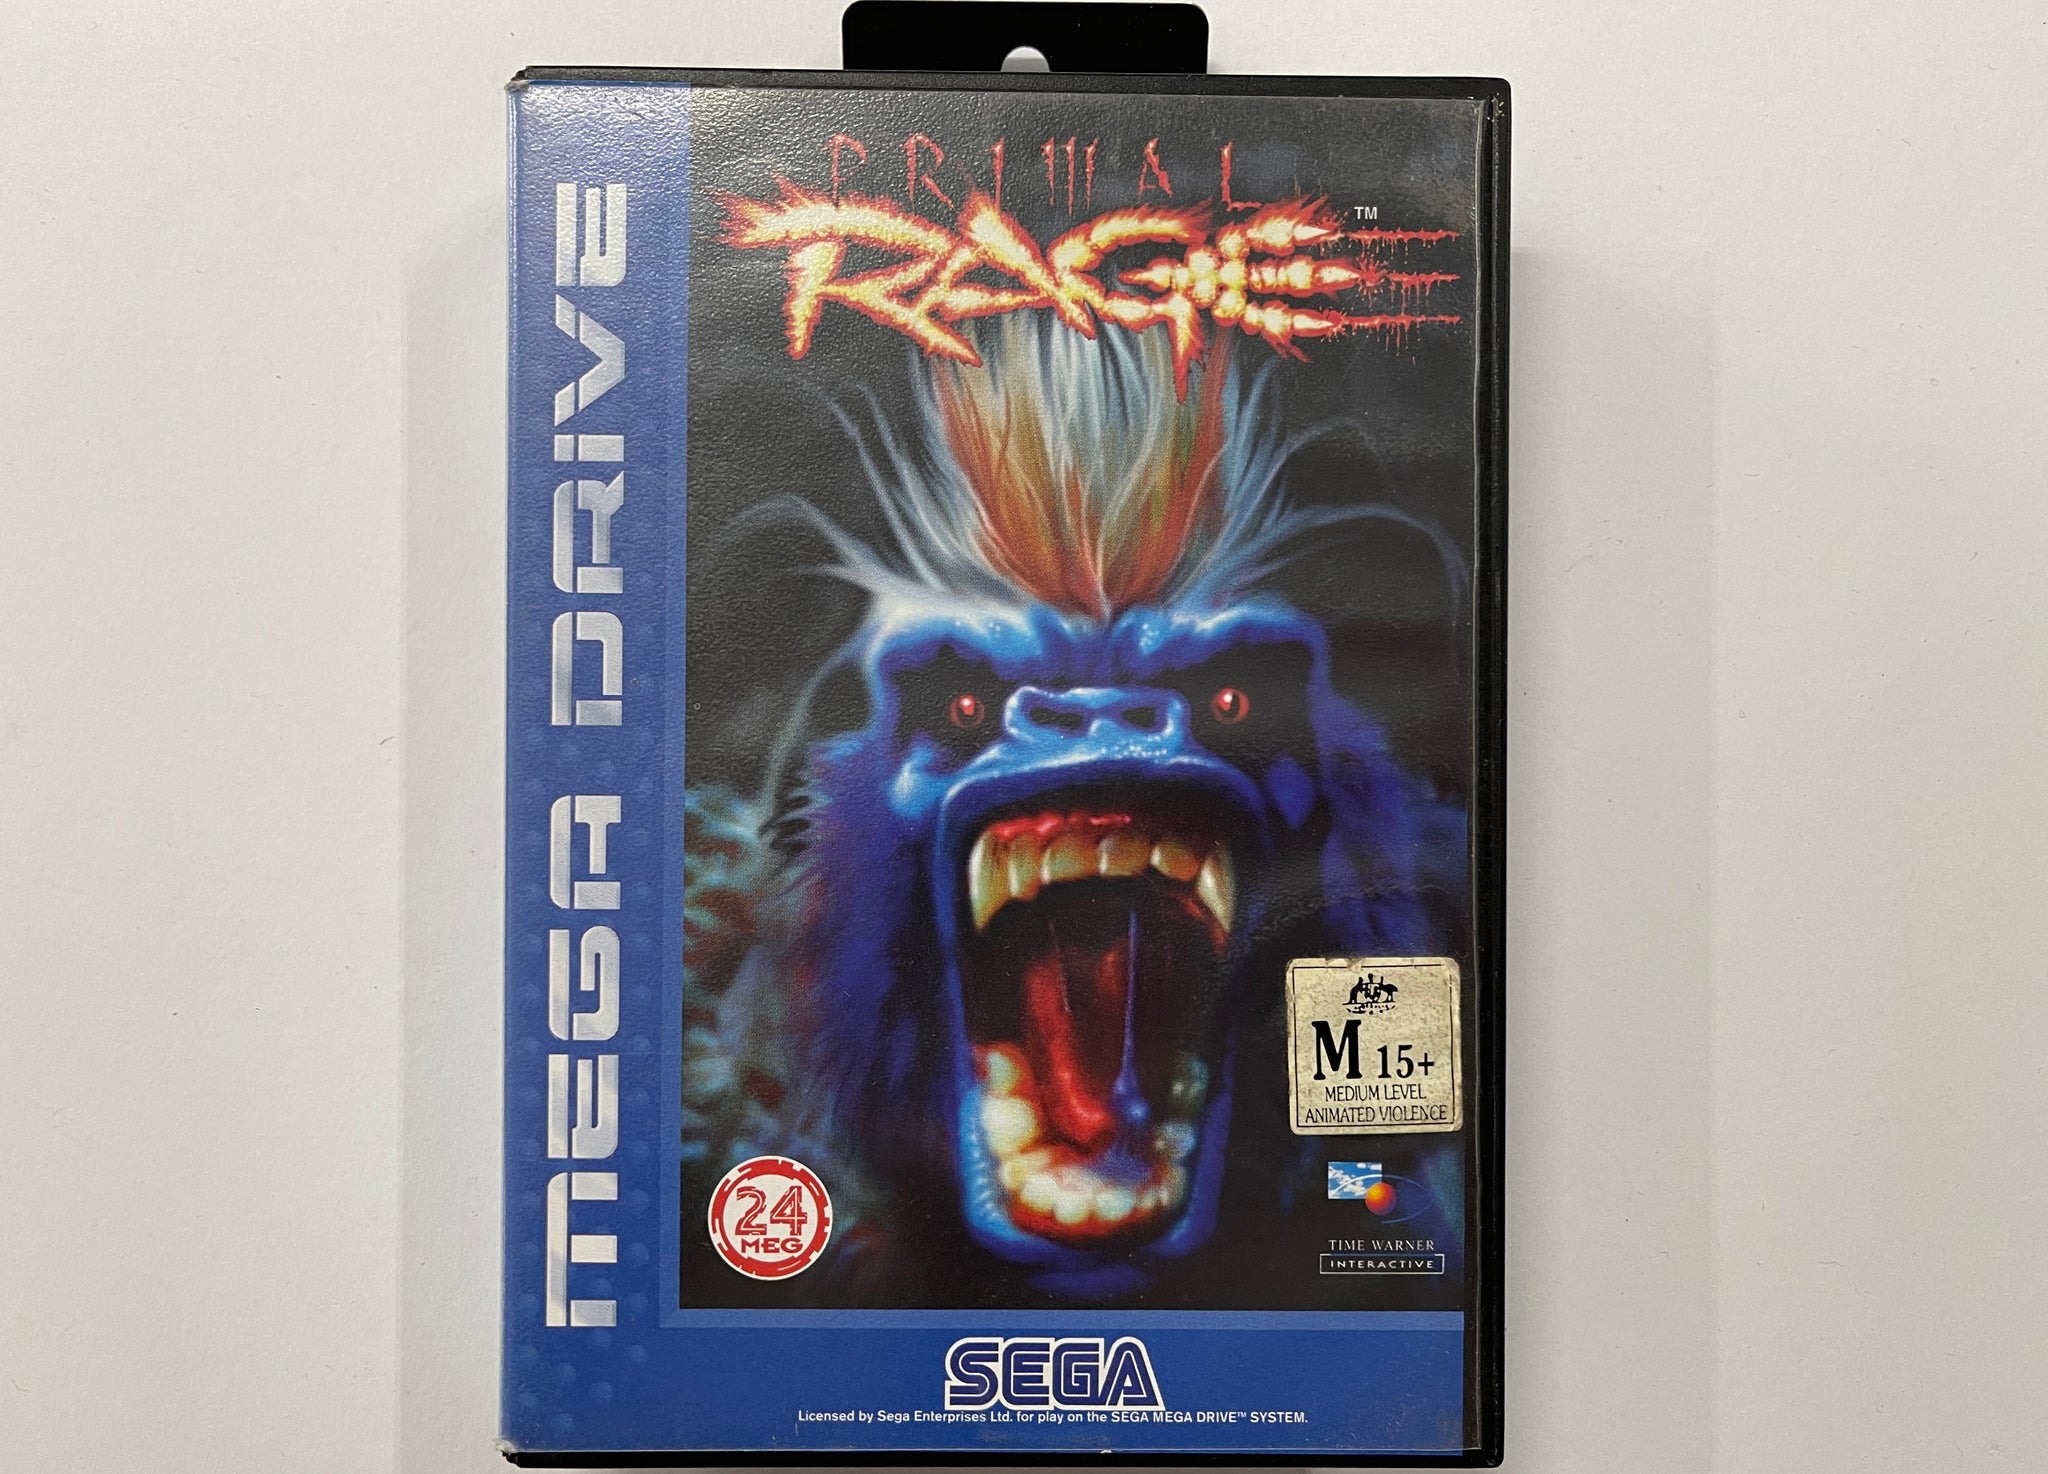 PRIMAL
RAGE™
MEGA DRIVE
M 15+
MEDIUM LEVEL
ANIMATED VIOLENCE
24
MEG
TIME WARNER
INTERACTIVE
SEGA
Licensed by Sega Enterprises Ltd. for play on the SEGA MEGA DRIVE™ SYSTEM.